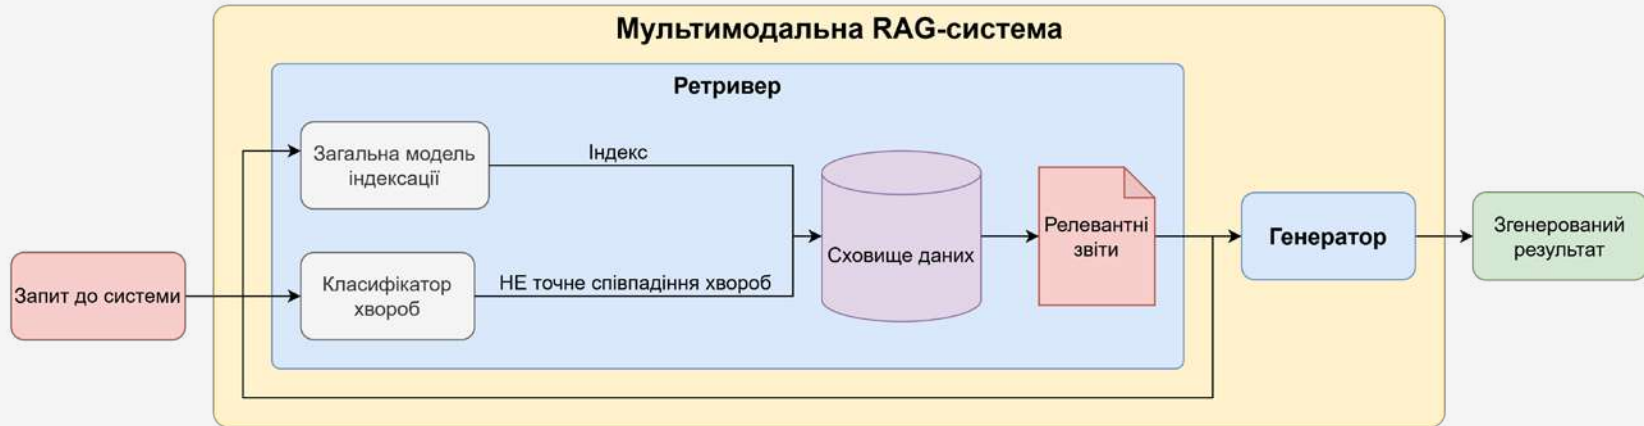 Мультимодальна RAG-система
Ретривер
Загальна модель
індексації
Індекс
Класифікатор
хвороб
НЕ точне співпадіння хвороб
Запит до системи
Сховище даних
Релевантні
звіти
Генератор
Згенерований
результат